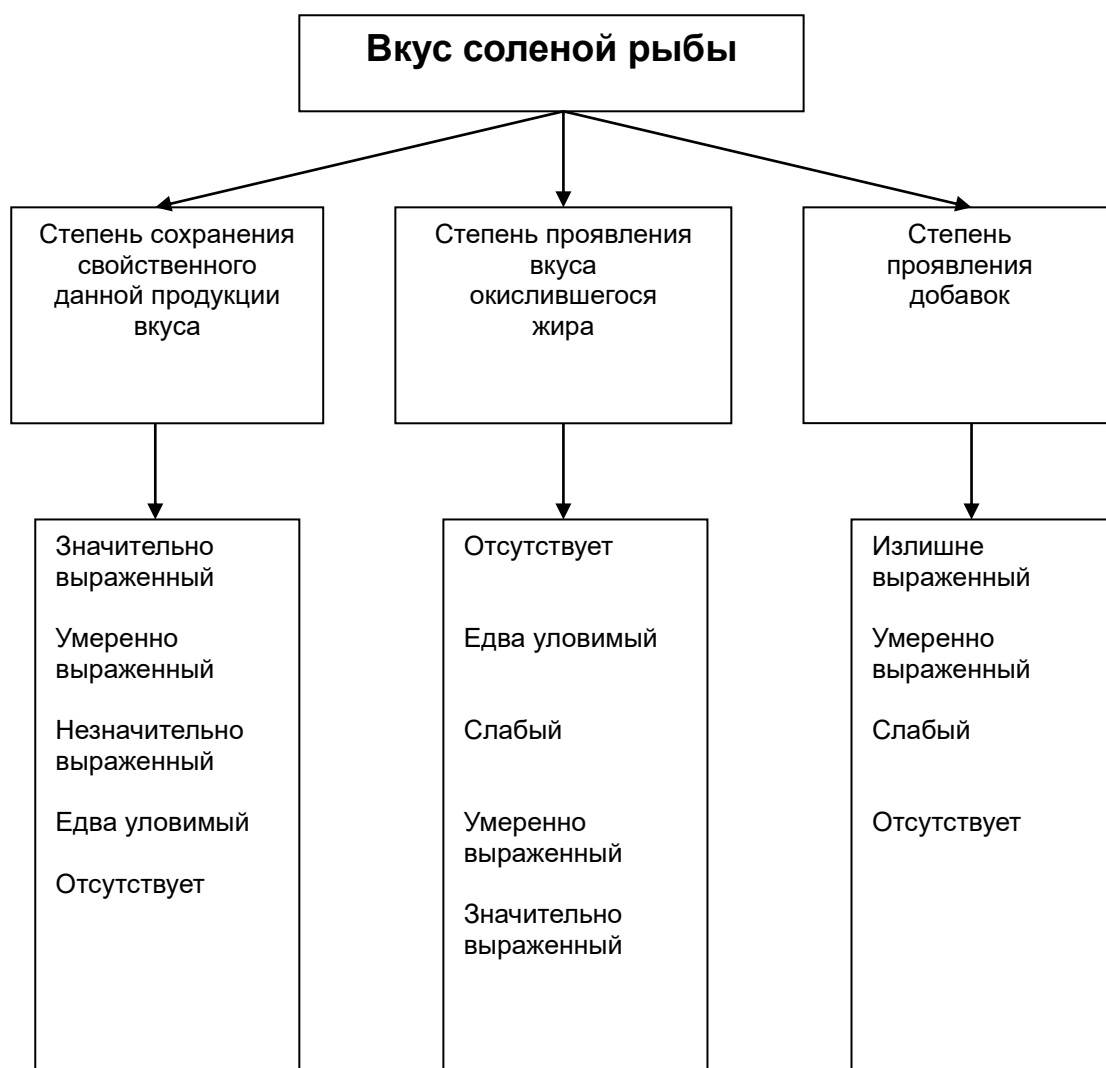 Вкус соленой рыбы
Степень сохранения
свойственного
данной продукции
вкуса
Степень проявления
вкуса
окислившегося
жира
Степень
проявления
добавок
Значительно
выраженный
Умеренно
выраженный
Незначительно
выраженный
Едва уловимый
Отсутствует
Отсутствует
Едва уловимый
Слабый
Умеренно
выраженный
Значительно
выраженный
Излишне
выраженный
Умеренно
выраженный
Слабый
Отсутствует